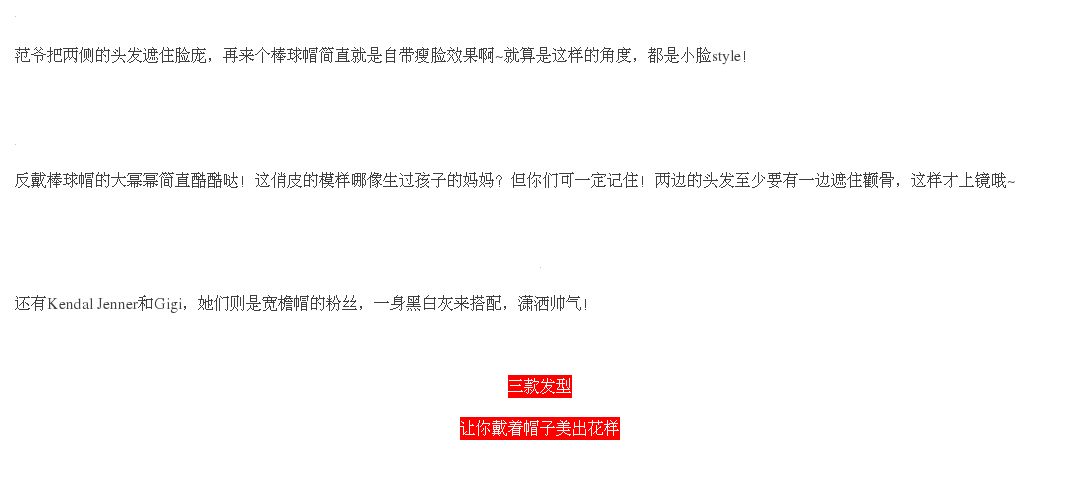 范爷把两侧的头发遮住脸庞，再来个棒球帽简直就是自带瘦脸效果啊~就算是这样的角度，都是小脸style！
反戴棒球帽的大幂幂简直酷酷哒！这俏皮的模样哪像生过孩子的妈妈？但你们可一定记住！两边的头发至少要有一边遮住颧骨，这样才上镜哦~
还有Kendal Jenner和Gigi，她们则是宽檐帽的粉丝，一身黑白灰来搭配，潇洒帅气！
三款发型
让你戴着帽子美出花样